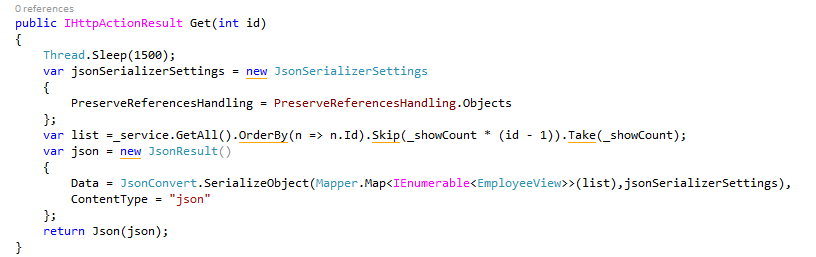 0 references
public IHttpActionResult Get(int id)
{
    Thread.Sleep(1500);
    var jsonSerializerSettings = new JsonSerializerSettings
    {
        PreserveReferencesHandling = PreserveReferencesHandling.Objects
    };
    var list =_service.GetAll().OrderBy(n => n.Id).Skip(_showCount * (id - 1)).Take(_showCount);
    var json = new JsonResult()
    {
        Data = JsonConvert.SerializeObject(Mapper.Map<IEnumerable<EmployeeView>>(list),jsonSerializerSettings),
        ContentType = "json"
    };
    return Json(json);
}